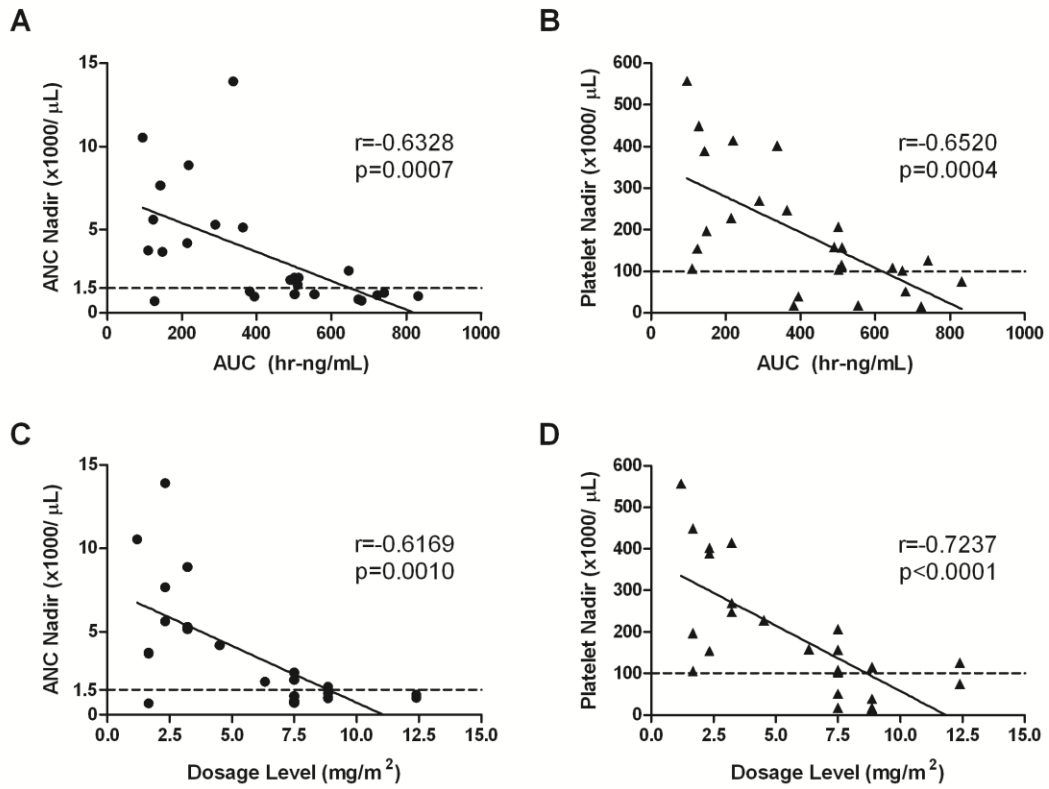 A
ANC Nadir (x1000/ μL)
15
10
5
1.5
0
r=-0.6328
p=0.0007
0 200 400 600 800 1000
AUC (hr-ng/mL)
B
Platelet Nadir (x1000/ μL)
600
500
400
300
200
100
0
r=-0.6520
p=0.0004
0 200 400 600 800 1000
AUC (hr-ng/mL)
C
ANC Nadir (x1000/ μL)
15
10
5
1.5
0
r=-0.6169
p=0.0010
0.0 2.5 5.0 7.5 10.0 12.5 15.0
Dosage Level (mg/m²)
D
Platelet Nadir (x1000/ μL)
600
500
400
300
200
100
0
r=-0.7237
p<0.0001
0.0 2.5 5.0 7.5 10.0 12.5 15.0
Dosage Level (mg/m²)